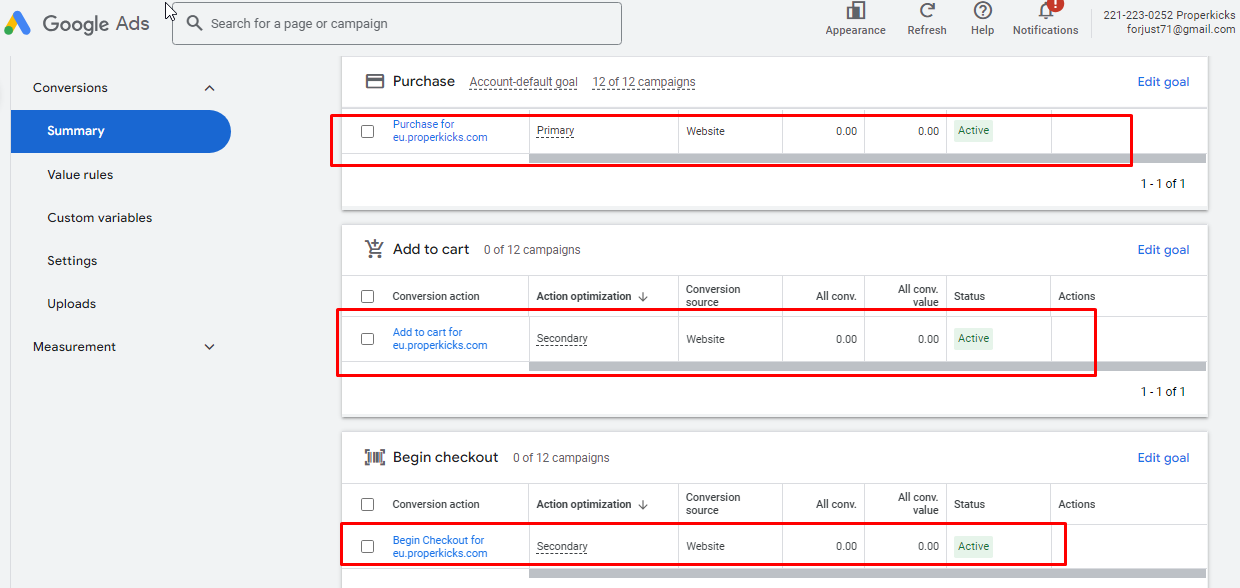 Google Ads
Search for a page or campaign
Appearance
Refresh
Help
Notifications
!
221-223-0252 Properkicks
forjust71@gmail.com
Conversions
Summary
Value rules
Custom variables
Settings
Uploads
Measurement
Purchase Account-default goal 12 of 12 campaigns Edit goal
Purchase for
eu.properkicks.com
Primary Website 0.00 0.00 Active
1 - 1 of 1
Add to cart 0 of 12 campaigns Edit goal
Conversion action Action optimization ↓ Conversion
source All conv. All conv.
value Status Actions
Add to cart for
eu.properkicks.com
Secondary Website 0.00 0.00 Active
1 - 1 of 1
Begin checkout 0 of 12 campaigns Edit goal
Conversion action Action optimization ↓ Conversion
source All conv. All conv.
value Status Actions
Begin Checkout for
eu.properkicks.com
Secondary Website 0.00 0.00 Active